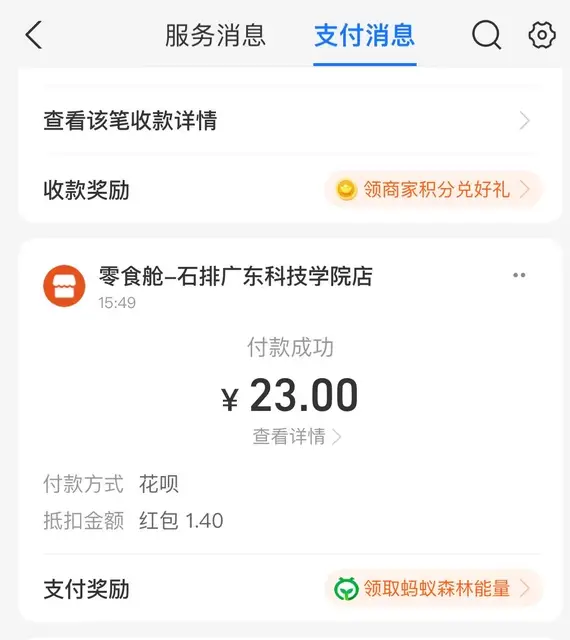 服务消息 支付消息
查看该笔收款详情
收款奖励 领商家积分兑好礼
零食舱-石排广东科技学院店
15:49
付款成功
¥ 23.00
查看详情
付款方式 花呗
抵扣金额 红包 1.40
支付奖励 领取蚂蚁森林能量